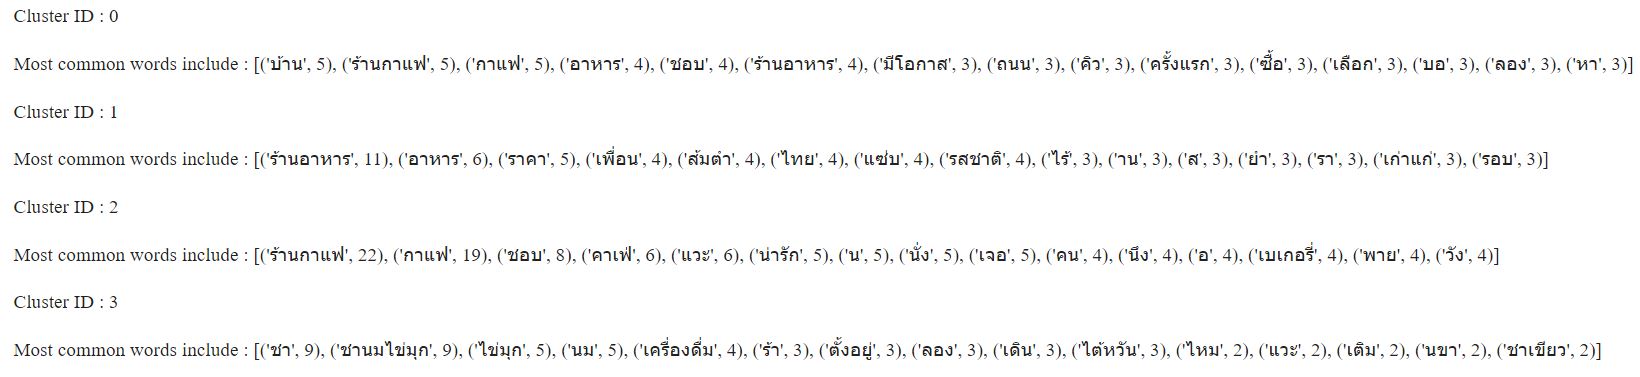 Cluster ID : 0
Most common words include : [('บ้าน', 5), ('ร้านกาแฟ', 5), ('กาแฟ', 5), ('อาหาร', 4), ('ชอบ', 4), ('ร้านอาหาร', 4), ('มีโอกาส', 3), ('ถนน', 3), ('คิว', 3), ('ครั้งแรก', 3), ('ซื้อ', 3), ('เลือก', 3), ('บอ', 3), ('ลอง', 3), ('หา', 3)]
Cluster ID : 1
Most common words include : [('ร้านอาหาร', 11), ('อาหาร', 6), ('ราคา', 5), ('เพื่อน', 4), ('ส้มตำ', 4), ('ไทย', 4), ('แซ่บ', 4), ('รสชาติ', 4), ('ไร้', 3), ('าน', 3), ('ส', 3), ('ยำ', 3), ('รา', 3), ('เก่าแก่', 3), ('รอบ', 3)]
Cluster ID : 2
Most common words include : [('ร้านกาแฟ', 22), ('กาแฟ', 19), ('ชอบ', 8), ('คาเฟ่', 6), ('แวะ', 6), ('น่ารัก', 5), ('น', 5), ('นั่ง', 5), ('เจอ', 5), ('คน', 4), ('นึง', 4), ('อ', 4), ('เบเกอรี่', 4), ('พาย', 4), ('วัง', 4)]
Cluster ID : 3
Most common words include : [('ชา', 9), ('ชานมไข่มุก', 9), ('ไข่มุก', 5), ('นม', 5), ('เครื่องดื่ม', 4), ('ร้า', 3), ('ตั้งอยู่', 3), ('ลอง', 3), ('เดิน', 3), ('ไต้หวัน', 3), ('ไหม', 2), ('แวะ', 2), ('เติม', 2), ('นขา', 2), ('ชาเขียว', 2)]